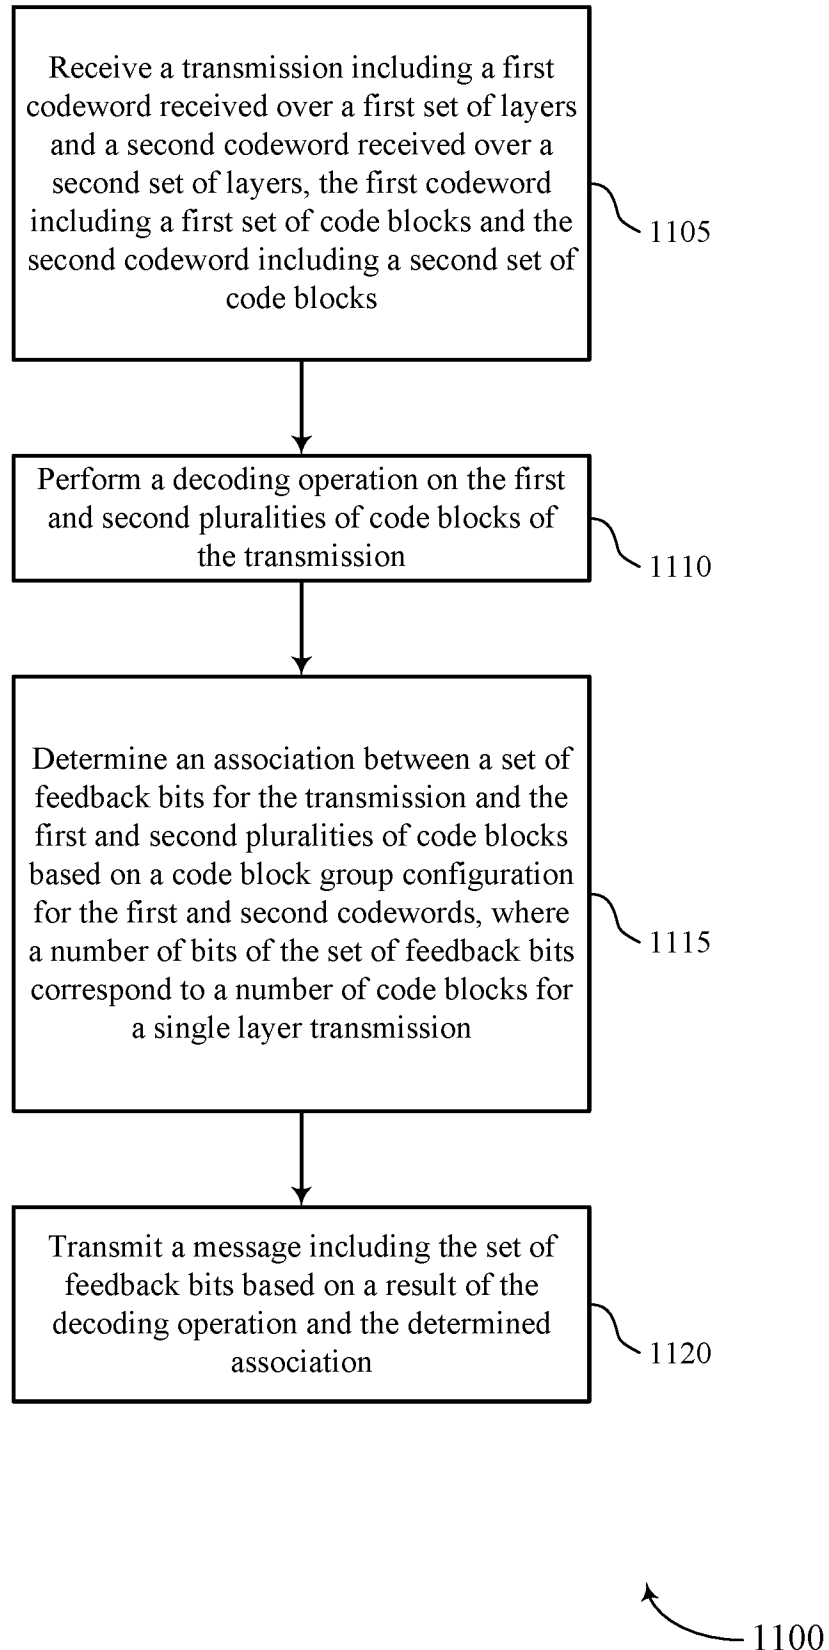 Receive a transmission including a first
codeword received over a first set of layers
and a second codeword received over a
second set of layers, the first codeword
including a first set of code blocks and the
second codeword including a second set of
code blocks
1105
Perform a decoding operation on the first
and second pluralities of code blocks of
the transmission
1110
Determine an association between a set of
feedback bits for the transmission and the
first and second pluralities of code blocks
based on a code block group configuration
for the first and second codewords, where
a number of bits of the set of feedback bits
correspond to a number of code blocks for
a single layer transmission
1115
Transmit a message including the set of
feedback bits based on a result of the
decoding operation and the determined
association
1120
1100